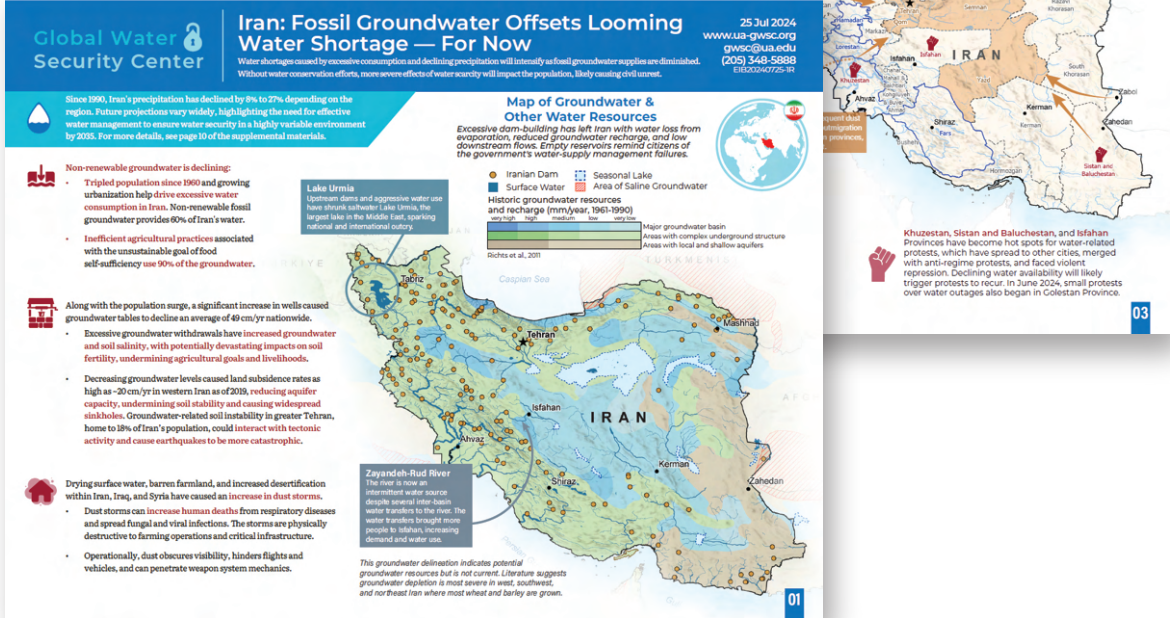 Global Water
Security Center
Iran: Fossil Groundwater Offsets Looming
Water Shortage — For Now
Water shortages caused by excessive consumption and declining precipitation will intensify as fossil groundwater supplies are diminished.
Without water conservation efforts, more severe effects of water scarcity will impact the population, likely causing civil unrest.
25 Jul 2024
www.ua-gwsc.org
gwsc@ua.edu
(205) 348-5888
EIB20240725-1R
Since 1990, Iran's precipitation has declined by 8% to 27% depending on the
region. Future projections vary widely, highlighting the need for effective
water management to ensure water security in a highly variable environment
by 2035. For more details, see page 10 of the supplemental materials.
Non-renewable groundwater is declining:
• Tripled population since 1960 and growing
urbanization help drive excessive water
consumption in Iran. Non-renewable fossil
groundwater provides 60% of Iran's water.
• Inefficient agricultural practices associated
with the unsustainable goal of food
self-sufficiency use 90% of the groundwater.
Along with the population surge, a significant increase in wells caused
groundwater tables to decline an average of 49 cm/yr nationwide.
• Excessive groundwater withdrawals have increased groundwater
and soil salinity, with potentially devastating impacts on soil
fertility, undermining agricultural goals and livelihoods.
• Decreasing groundwater levels caused land subsidence rates as
high as ~20 cm/yr in western Iran as of 2019, reducing aquifer
capacity, undermining soil stability and causing widespread
sinkholes. Groundwater-related soil instability in greater Tehran,
home to 18% of Iran's population, could interact with tectonic
activity and cause earthquakes to be more catastrophic.
Drying surface water, barren farmland, and increased desertification
within Iran, Iraq, and Syria have caused an increase in dust storms.
• Dust storms can increase human deaths from respiratory diseases
and spread fungal and viral infections. The storms are physically
destructive to farming operations and critical infrastructure.
• Operationally, dust obscures visibility, hinders flights and
vehicles, and can penetrate weapon system mechanics.
Map of Groundwater &
Other Water Resources
Excessive dam-building has left Iran with water loss from
evaporation, reduced groundwater recharge, and low
downstream flows. Empty reservoirs remind citizens of
the government's water-supply management failures.
Iranian Dam
Surface Water
Seasonal Lake
Area of Saline Groundwater
Historic groundwater resources
and recharge (mm/year, 1961-1990)
very high high medium low very low
Major groundwater basin
Areas with complex underground structure
Areas with local and shallow aquifers
Richts et al., 2011
Lake Urmia
Upstream dams and aggressive water use
have shrunk saltwater Lake Urmia, the
largest lake in the Middle East, sparking
national and international outcry.
Caspian Sea
TURKMENIS
Tabriz
Tehran
Mashhad
Isfahan
IRAN
Ahvaz
Kerman
Shiraz
Zahedan
Zayandeh-Rud River
The river is now an
intermittent water source
despite several inter-basin
water transfers to the river. The
water transfers brought more
people to Isfahan, increasing
demand and water use.
This groundwater delineation indicates potential
groundwater resources but is not current. Literature suggests
groundwater depletion is most severe in west, southwest,
and northeast Iran where most wheat and barley are grown.
01
Hamadan
Markazi
Lorestan
Semnan
Razavi
Khorasan
Isfahan
Isfahan
IRAN
Khuzestan
Ahvaz
Yazd
South
Khorasan
Zabol
Kerman
Kerman
Zahedan
Shiraz
Fars
Bushehr
Hormozgan
Sistan and
Baluchestan
quent dust
outmigration
provinces,
Khuzestan, Sistan and Baluchestan, and Isfahan
Provinces have become hot spots for water-related
protests, which have spread to other cities, merged
with anti-regime protests, and faced violent
repression. Declining water availability will likely
trigger protests to recur. In June 2024, small protests
over water outages also began in Golestan Province.
03